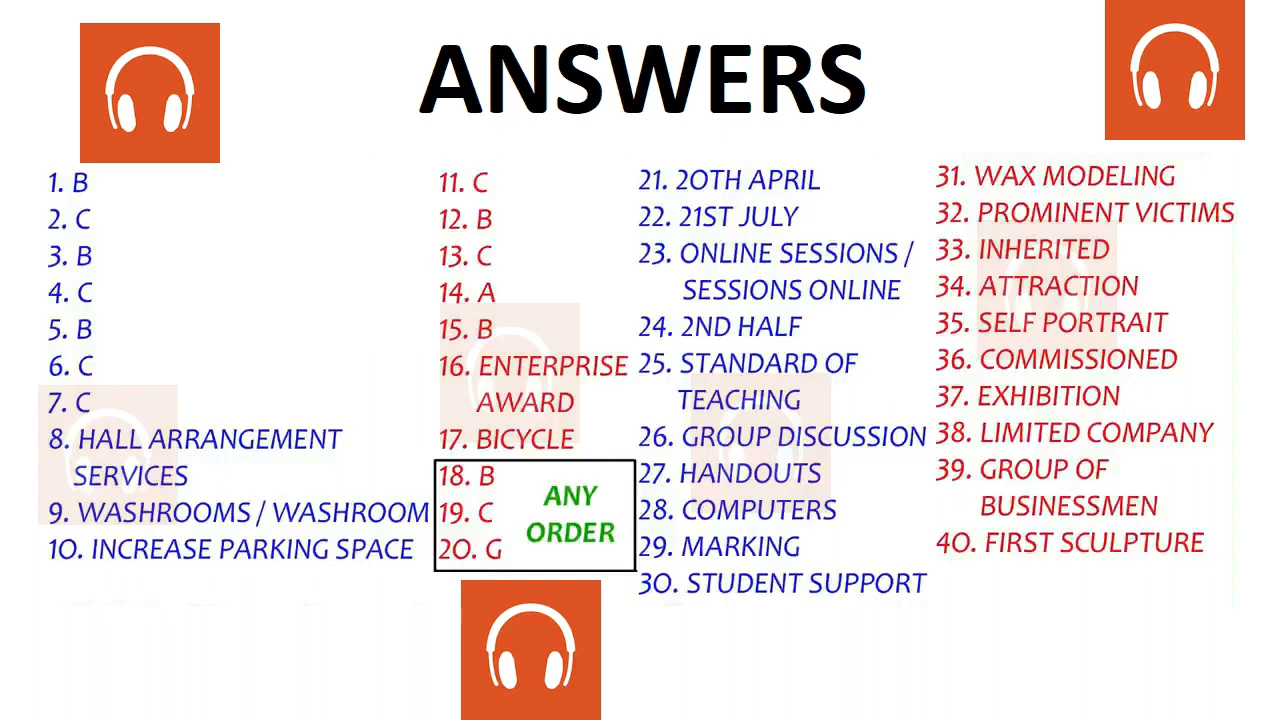 ANSWERS
1. B
2. C
3. B
4. C
5. B
6. C
7. C
8. HALL ARRANGEMENT
SERVICES
9. WASHROOMS / WASHROOM
10. INCREASE PARKING SPACE
11. C
12. B
13. C
14. A
15. B
16. ENTERPRISE
AWARD
17. BICYCLE
18. B
19. C
20. G
ANY
ORDER
21. 2OTH APRIL
22. 21ST JULY
23. ONLINE SESSIONS /
SESSIONS ONLINE
24. 2ND HALF
25. STANDARD OF
TEACHING
26. GROUP DISCUSSION
27. HANDOUTS
28. COMPUTERS
29. MARKING
30. STUDENT SUPPORT
31. WAX MODELING
32. PROMINENT VICTIMS
33. INHERITED
34. ATTRACTION
35. SELF PORTRAIT
36. COMMISSIONED
37. EXHIBITION
38. LIMITED COMPANY
39. GROUP OF
BUSINESSMEN
40. FIRST SCULPTURE